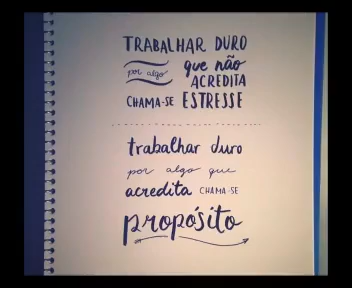 TRABALHAR DURO
por algo que não
ACREDITA
CHAMA-SE ESTRESSE
trabalhar duro
por algo que
acredita CHAMA-SE
propósito